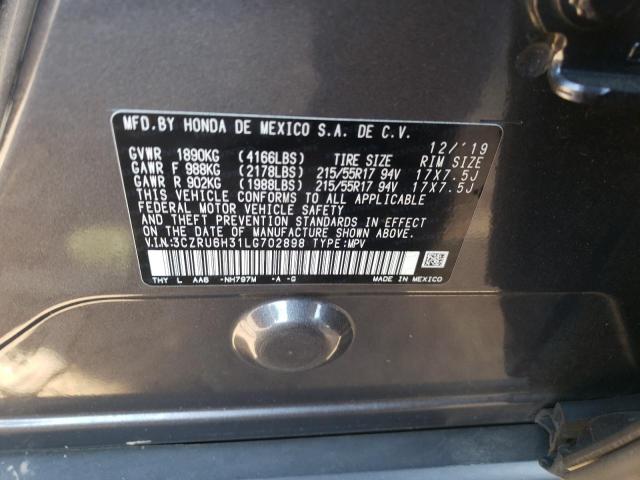 MFD.BY HONDA DE MEXICO S.A. DE C.V.
12/'19
GVWR 1890KG (4166LBS) TIRE SIZE RIM SIZE
GAWR F 988KG (2178LBS) 215/55R17 94V 17X7.5J
GAWR R 902KG (1988LBS) 215/55R17 94V 17X7.5J
THIS VEHICLE CONFORMS TO ALL APPLICABLE
FEDERAL MOTOR VEHICLE SAFETY
AND THEFT PREVENTION STANDARDS IN EFFECT ON
THE DATE OF MANUFACTURE SHOWN ABOVE.
V.I.N:3CZRU6H31LG702898 TYPE:MPV
THY L AA6 -NH797M -A -G MADE IN MEXICO